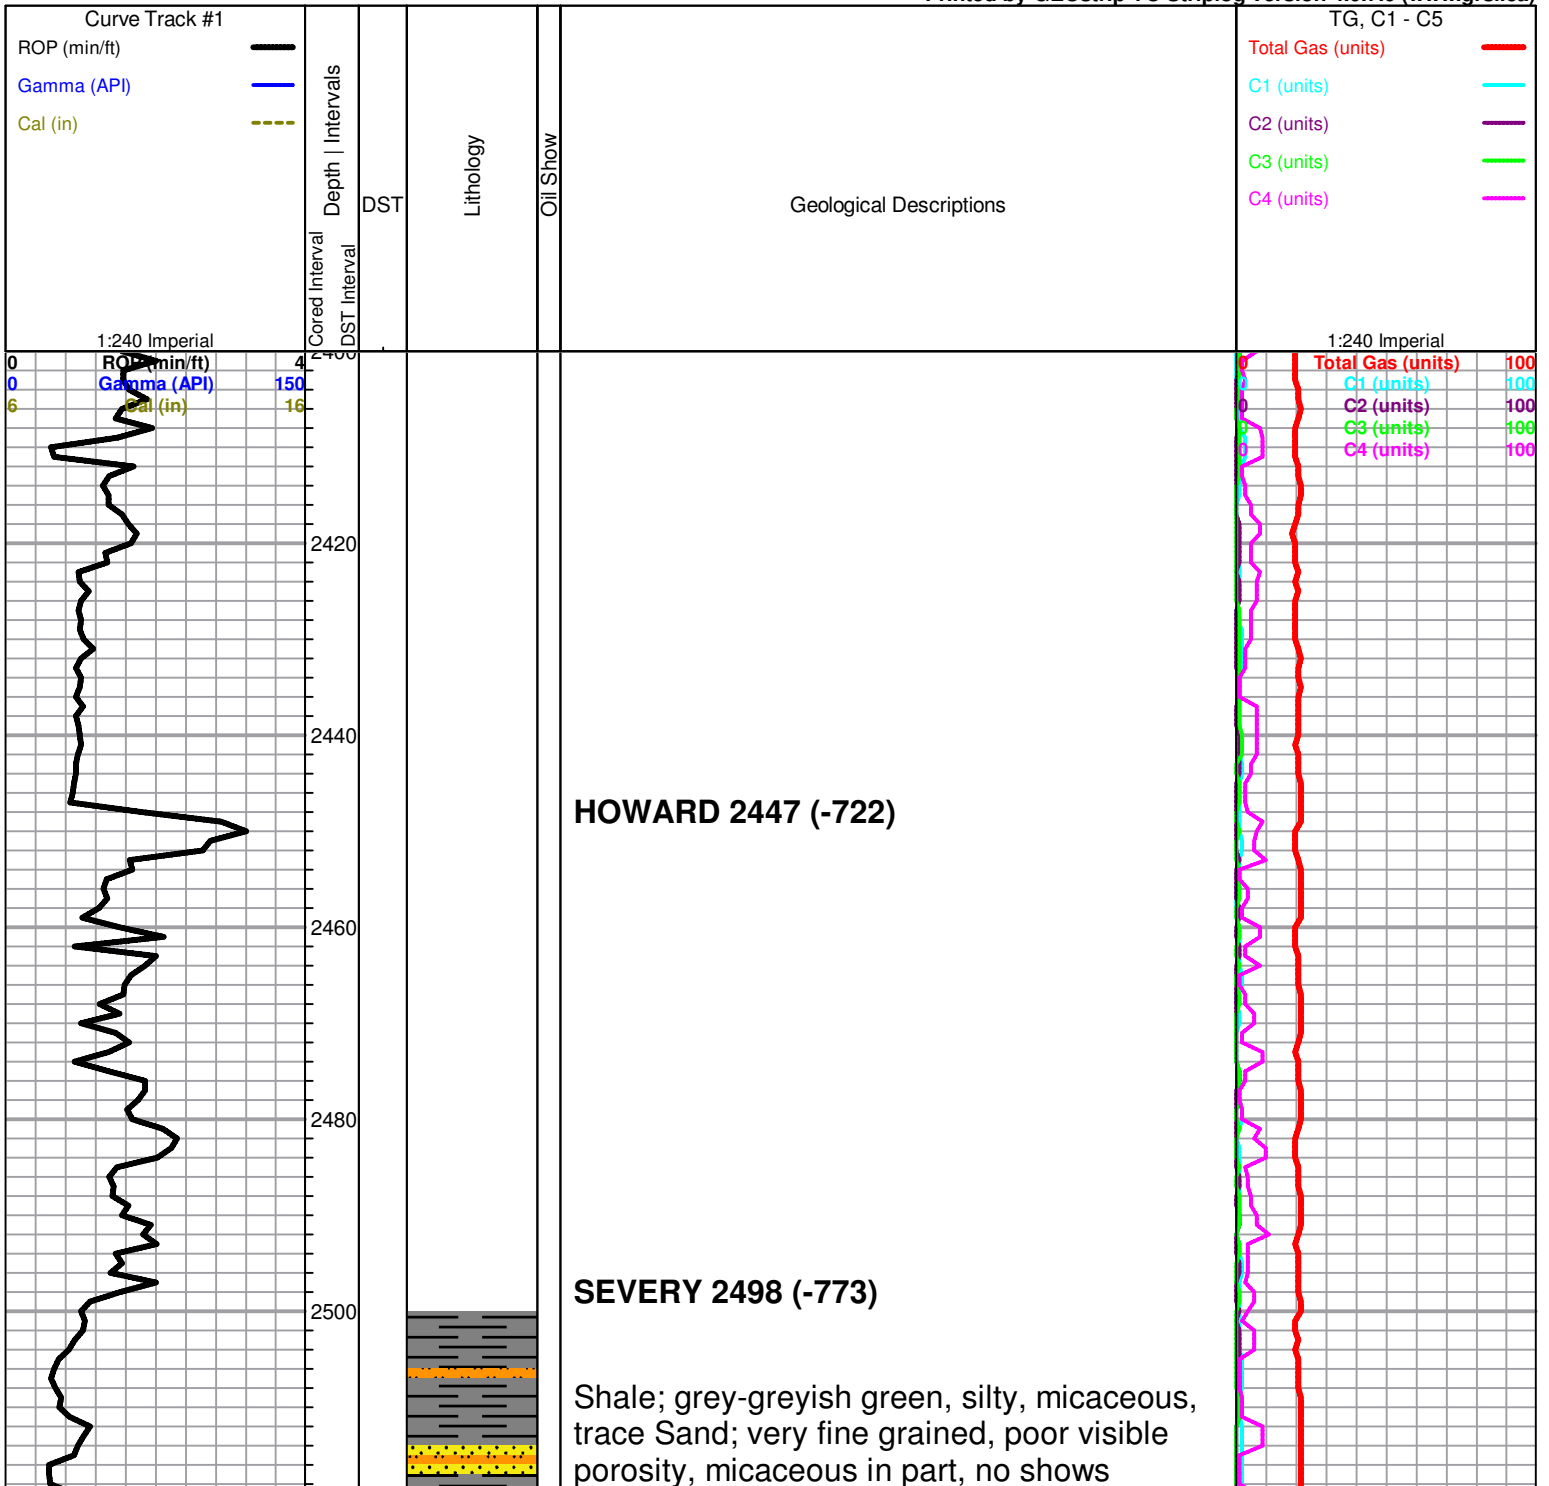 Curve Track #1
ROP (min/ft)
Gamma (API)
Cal (in)
1:240 Imperial
Cored Interval
Depth | Intervals
DST Interval
DST
Lithology
Oil Show
Geological Descriptions
TG, C1 - C5
Total Gas (units)
C1 (units)
C2 (units)
C3 (units)
C4 (units)
1:240 Imperial
0 ROP (min/ft) 4
0 Gamma (API) 150
6 Cal (in) 16
2400
0 Total Gas (units) 100
0 C1 (units) 100
0 C2 (units) 100
0 C3 (units) 100
0 C4 (units) 100
2420
2440
HOWARD 2447 (-722)
2460
2480
SEVERY 2498 (-773)
2500
Shale; grey-greyish green, silty, micaceous,
trace Sand; very fine grained, poor visible
porosity, micaceous in part, no shows